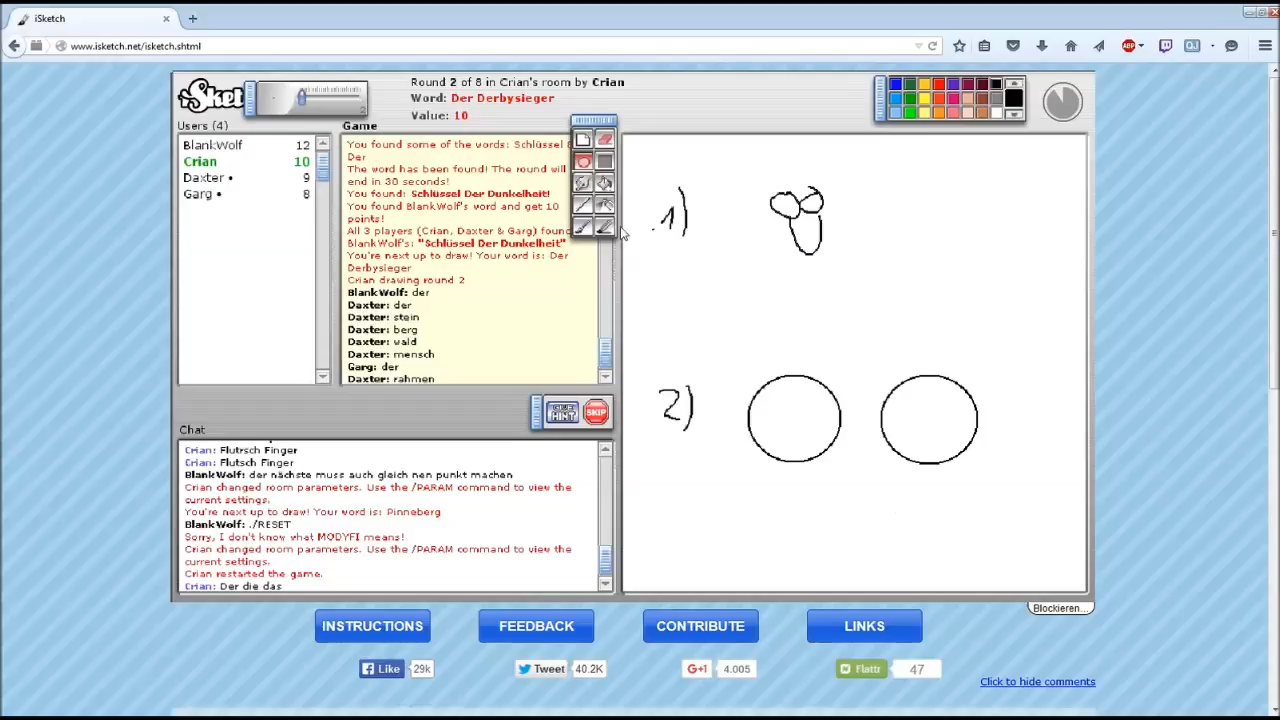 iSketch
www.isketch.net/isketch.shtml
ABP
Round 2 of 8 in Crian's room by Crian
Word: Der Derbysieger
Value: 10
2
Users (4)
BlankWolf 12
Crian 10
Daxter • 9
Garg • 8
Game
You found some of the words: Schlüssel
Der
The word has been found! The round will
end in 30 seconds!
You found: Schlüssel Der Dunkelheit!
You found BlankWolf's word and get 10
points!
All 3 players (Crian, Daxter & Garg) found
BlankWolf's: "Schlüssel Der Dunkelheit"
You're next up to draw! Your word is: Der
Derbysieger
Crian drawing round 2
BlankWolf: der
Daxter: der
Daxter: stein
Daxter: berg
Daxter: wald
Daxter: mensch
Garg: der
Daxter: rahmen
HINT
SKIP
Chat
Crian: Flutrsch Finger
Crian: Flutsch Finger
BlankWolf: der nächste muss auch gleich nen punkt machen
Crian changed room parameters. Use the /PARAM command to view the
current settings.
You're next up to draw! Your word is: Pinneberg
BlankWolf: ./RESET
Sorry, I don't know what MODYFI means!
Crian changed room parameters. Use the /PARAM command to view the
current settings.
Crian restarted the game.
Crian: Der die das
1)
2)
Blockieren...
INSTRUCTIONS
FEEDBACK
CONTRIBUTE
LINKS
Like 29k
Tweet 40.2K
+1 4.005
Flattr 47
Click to hide comments